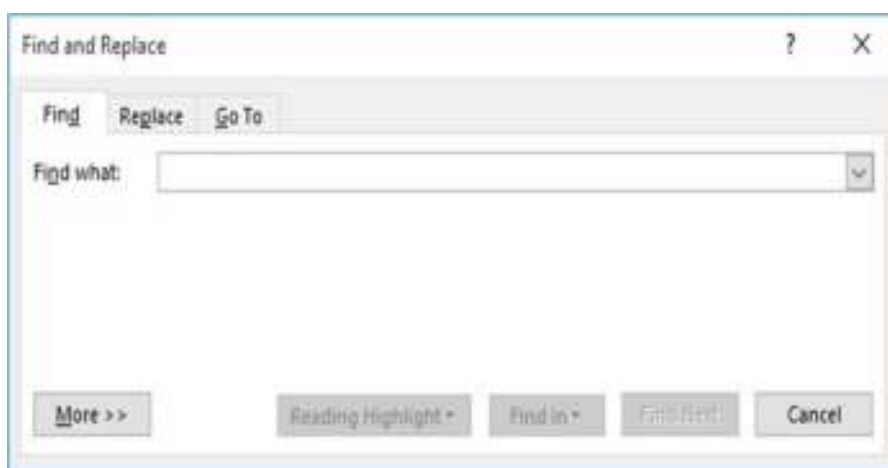 Find and Replace ? X
Find Replace Go To
Find what:
More >> Reading Highlight Find in Find Next Cancel